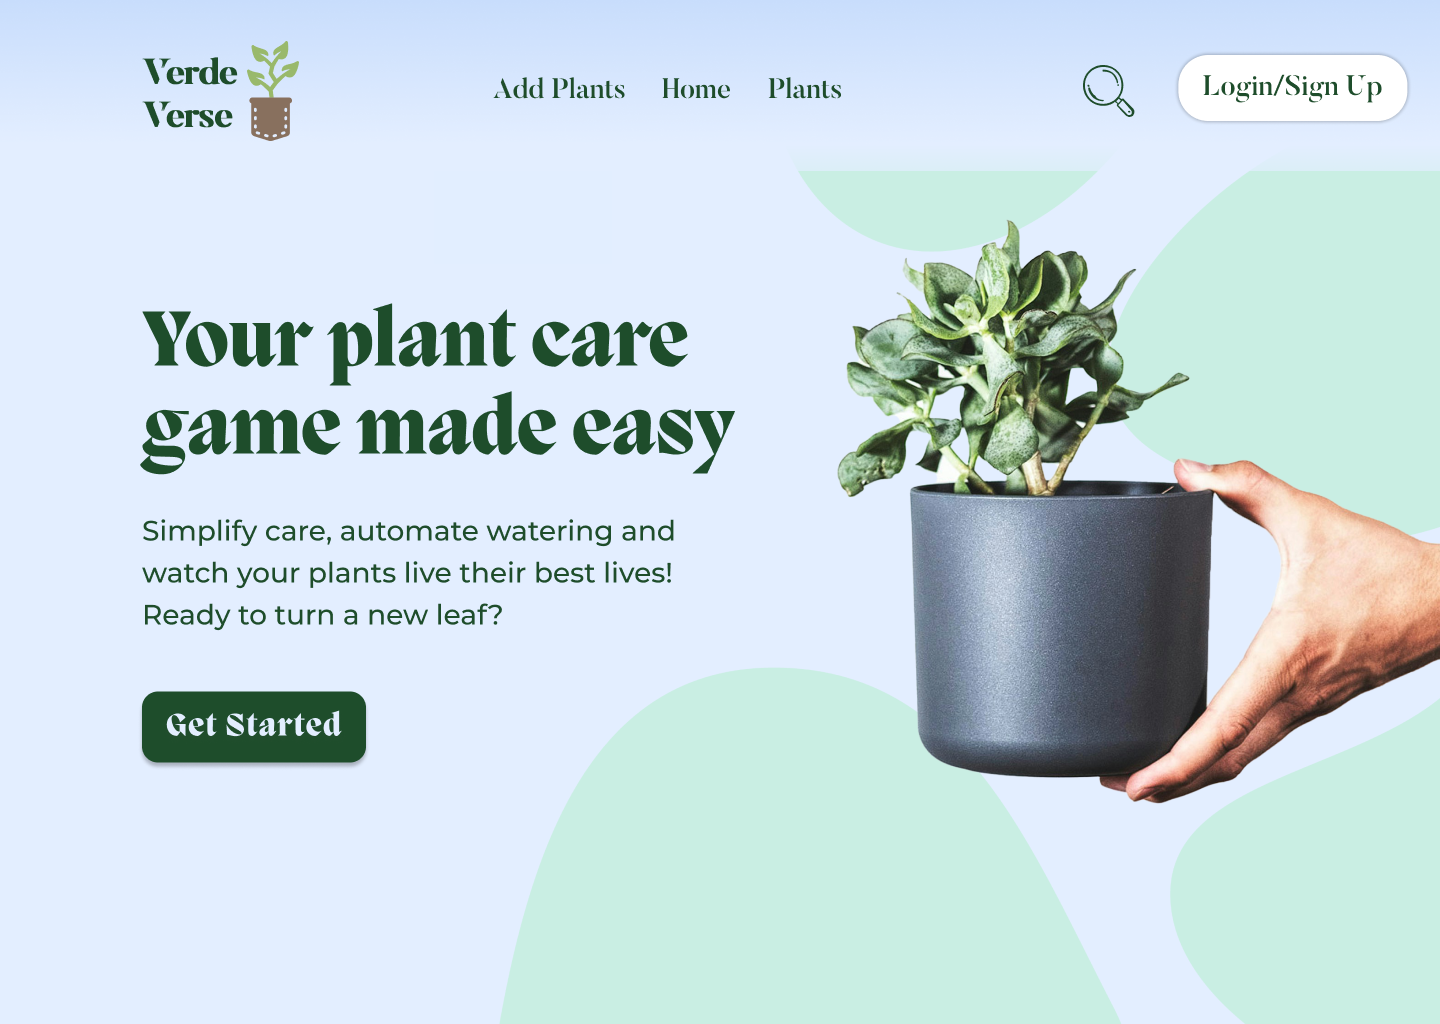 Verde
Verse
Add Plants
Home
Plants
Login/Sign Up
Your plant care
game made easy
Simplify care, automate watering and
watch your plants live their best lives!
Ready to turn a new leaf?
Get Started